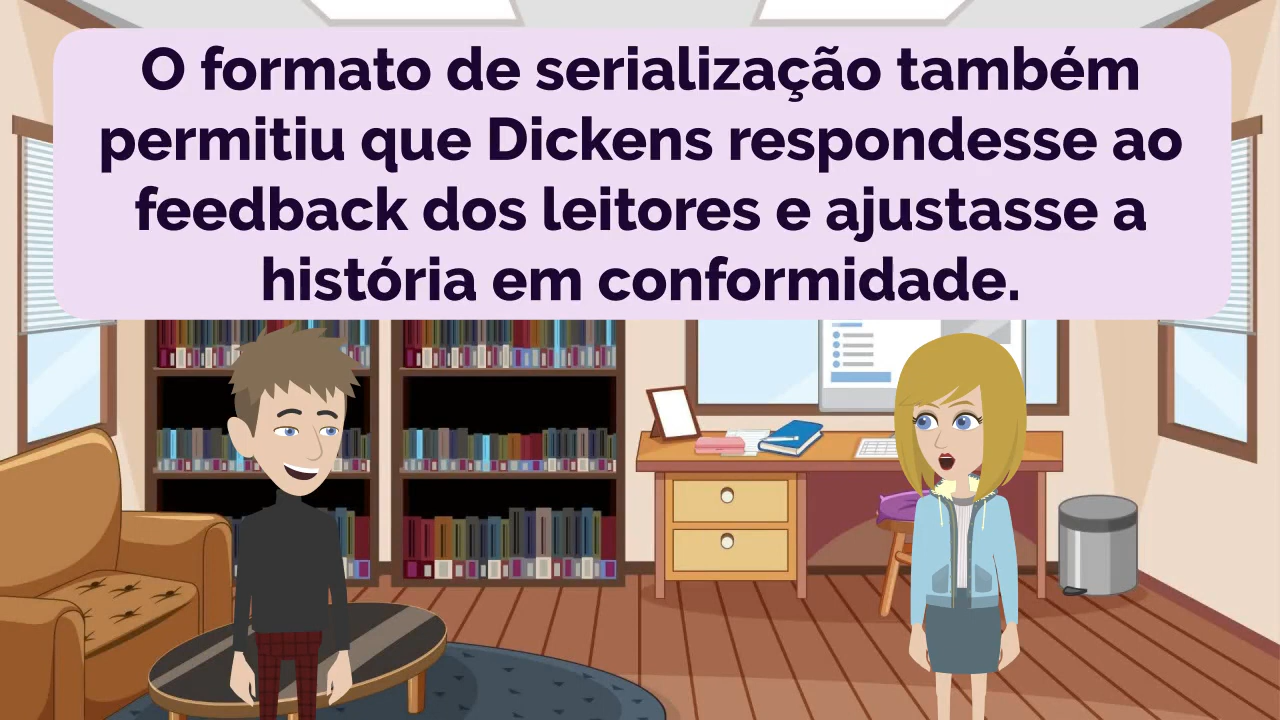 O formato de serialização também
permitiu que Dickens respondesse ao
feedback dos leitores e ajustasse a
história em conformidade.